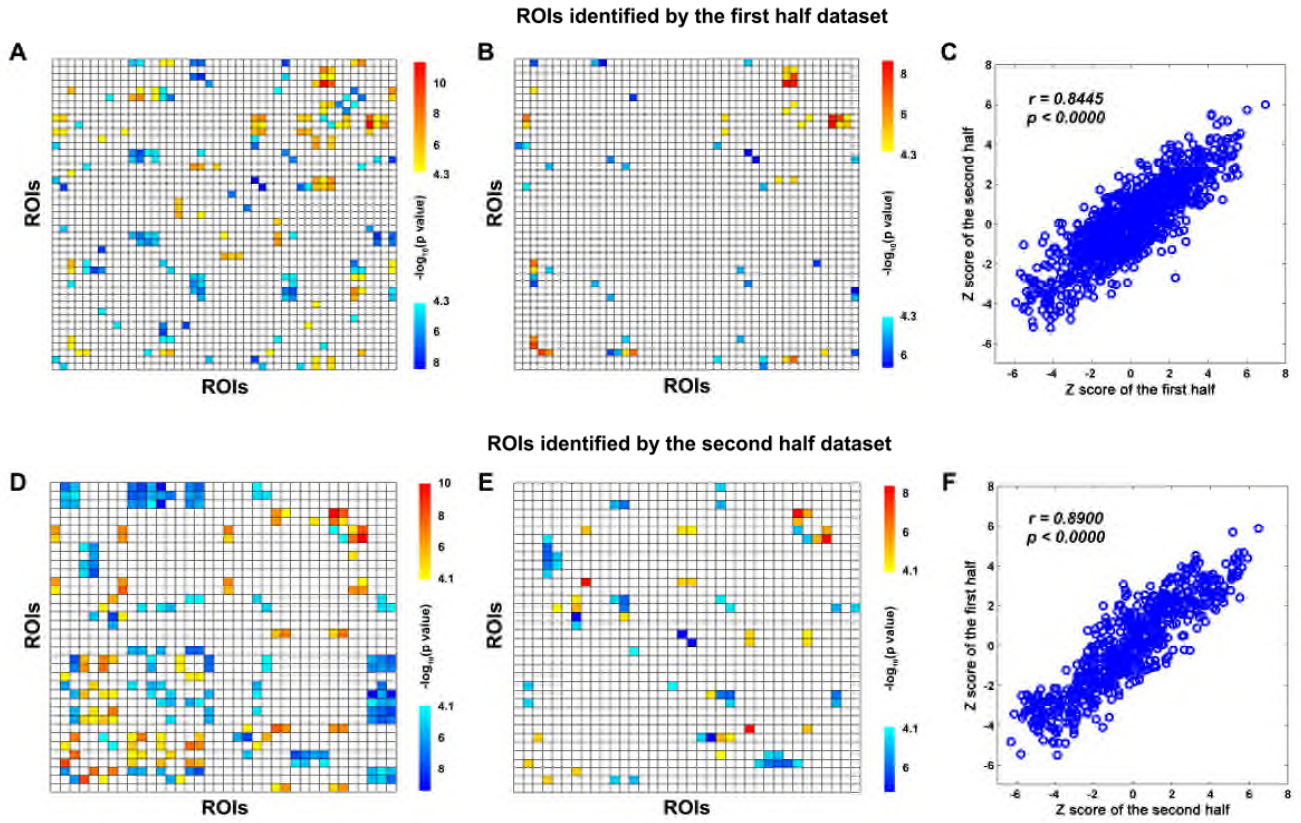 ROIs identified by the first half dataset
A
ROIs
ROIs
10
8
6
4.3
-log10(p value)
4.3
6
8
B
ROIs
8
5
4.3
-log10(p value)
4.3
6
C
r = 0.8445
p < 0.0000
Z score of the second half
8
6
4
2
0
-2
-4
-6
-6 -4 -2 0 2 4 6 8
Z score of the first half
ROIs identified by the second half dataset
D
ROIs
ROIs
10
8
6
4.1
-log10(p value)
4.1
6
8
E
ROIs
8
6
4.1
-log10(p value)
4.1
6
F
r = 0.8900
p < 0.0000
Z score of the first half
8
6
4
2
0
-2
-4
-6
-6 -4 -2 0 2 4 6 8
Z score of the second half